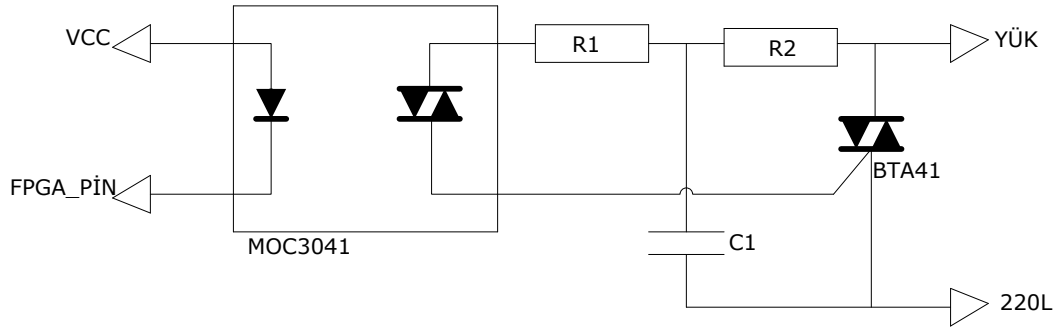 VCC
R1
R2
YÜK
FPGA_PİN
BTA41
MOC3041
C1
220L